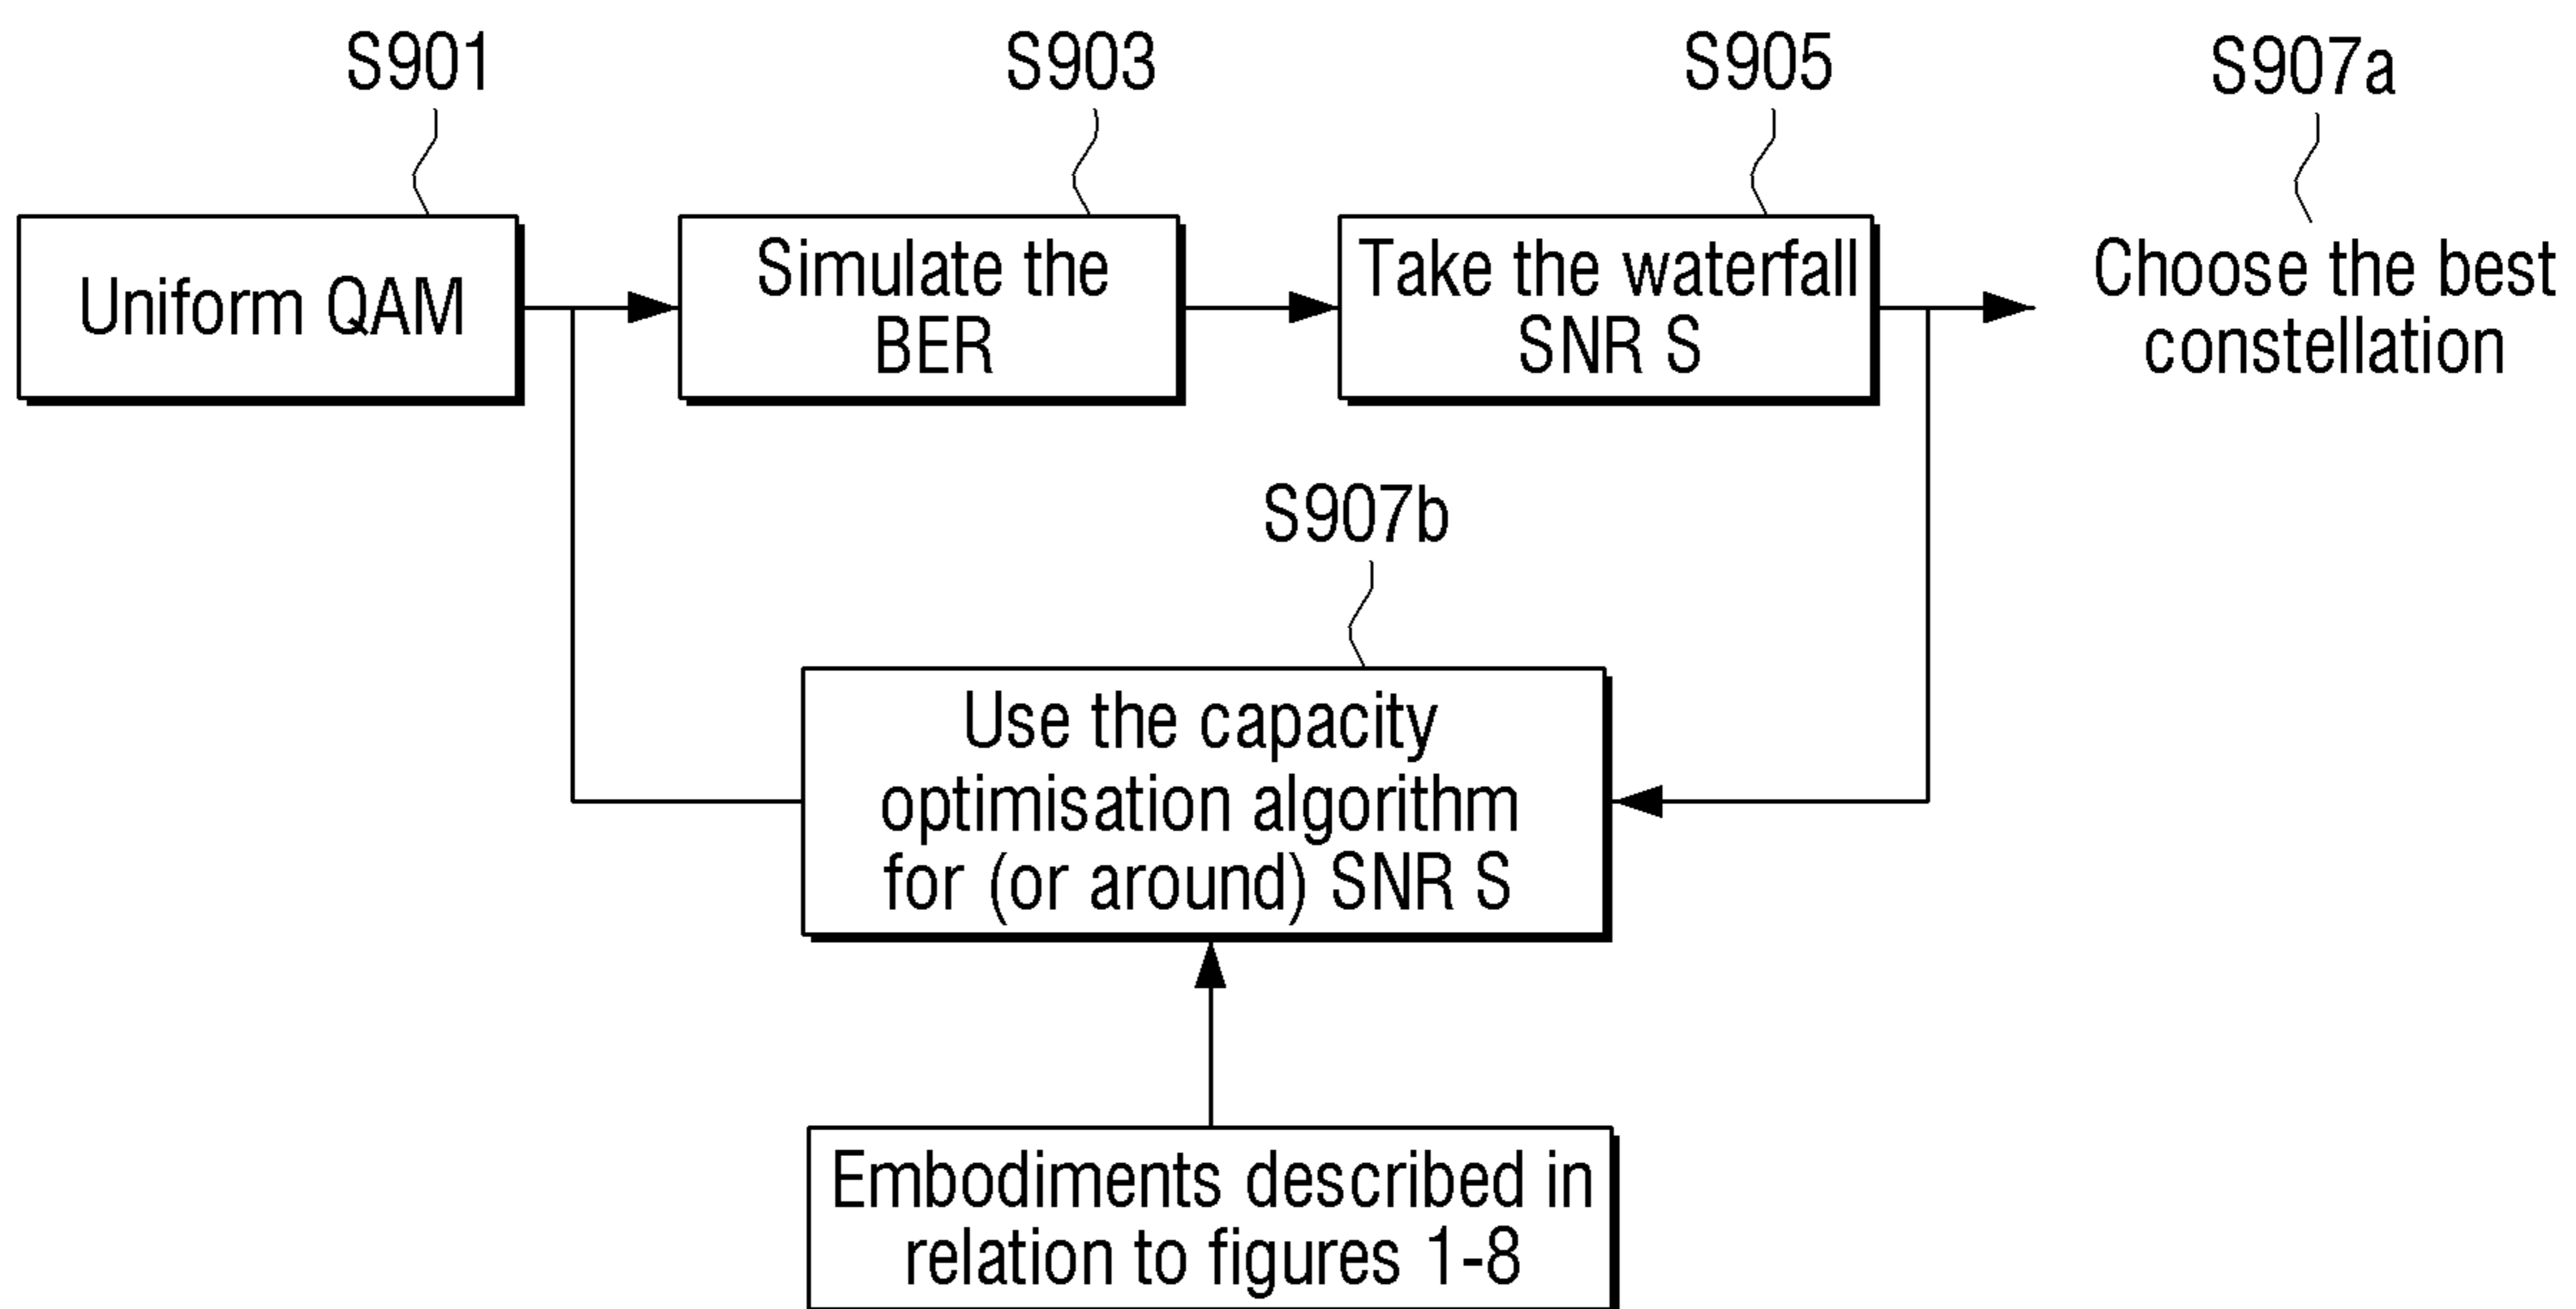 S901
S903
S905
S907a
Uniform QAM
Simulate the
BER
Take the waterfall
SNR S
Choose the best
constellation
S907b
Use the capacity
optimisation algorithm
for (or around) SNR S
Embodiments described in
relation to figures 1-8